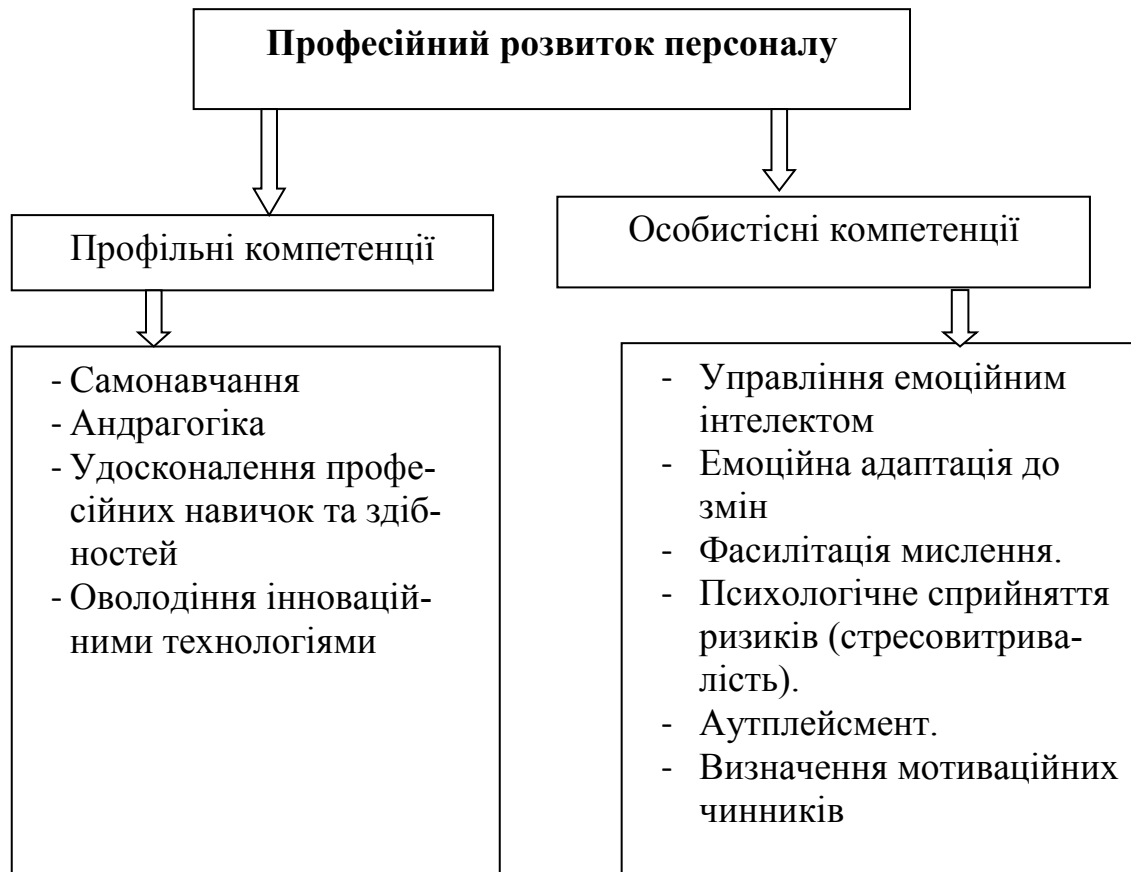 Професійний розвиток персоналу
Профільні компетенції
Особистісні компетенції
- Самонавчання
- Андрагогіка
- Удосконалення профе-
сійних навичок та здіб-
ностей
- Оволодіння інновацій-
ними технологіями
- Управління емоційним
інтелектом
- Емоційна адаптація до
змін
- Фасилітація мислення.
- Психологічне сприйняття
ризиків (стресовитрива-
лість).
- Аутплейсмент.
- Визначення мотиваційних
чинників